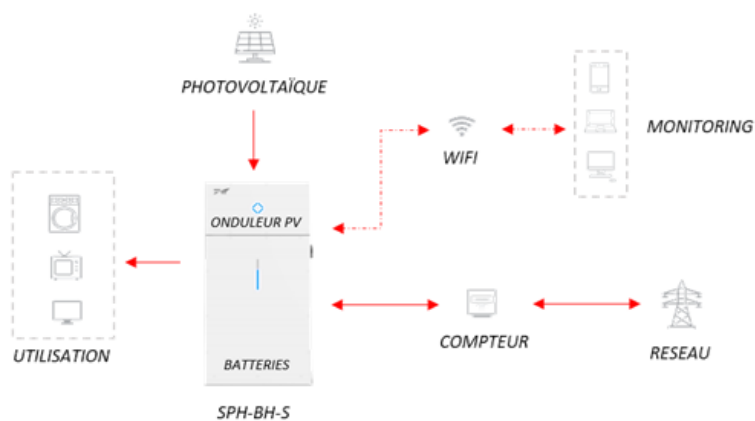 PHOTOVOLTAÏQUE
MONITORING
WIFI
ONDULEUR PV
UTILISATION
COMPTEUR
RESEAU
BATTERIES
SPH-BH-S